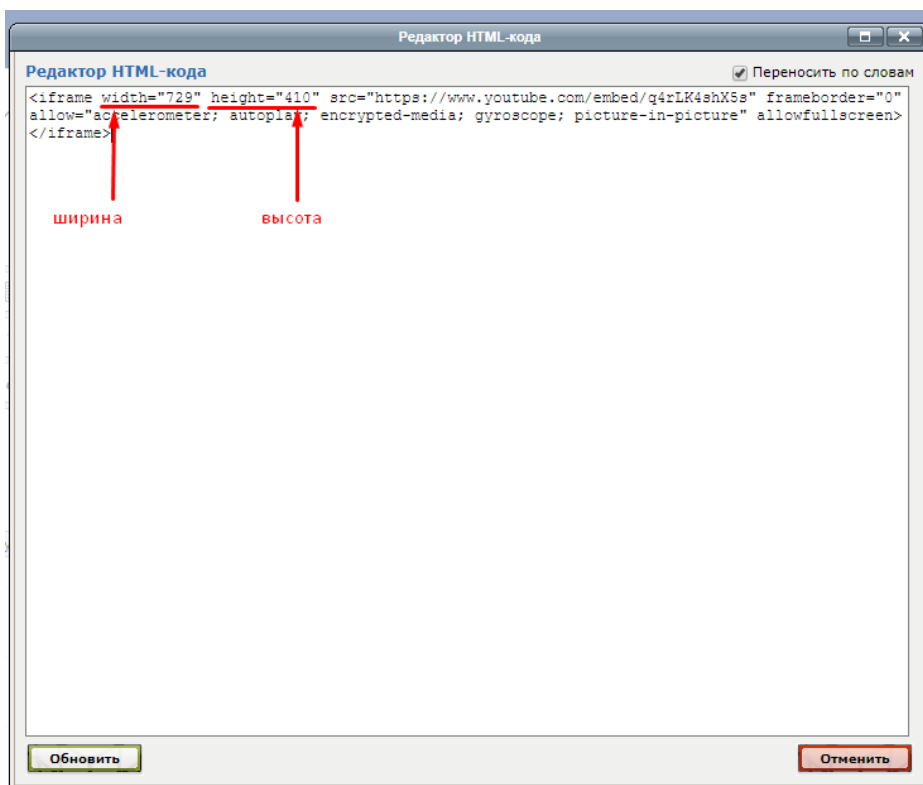 Редактор HTML-кода
Редактор HTML-кода
Переносить по словам
<iframe width="729" height="410" src="https://www.youtube.com/embed/q4rLK4shX5s" frameborder="0"
allow="accelerometer; autoplay; encrypted-media; gyroscope; picture-in-picture" allowfullscreen>
</iframe>
ширина
высота
Обновить
Отменить